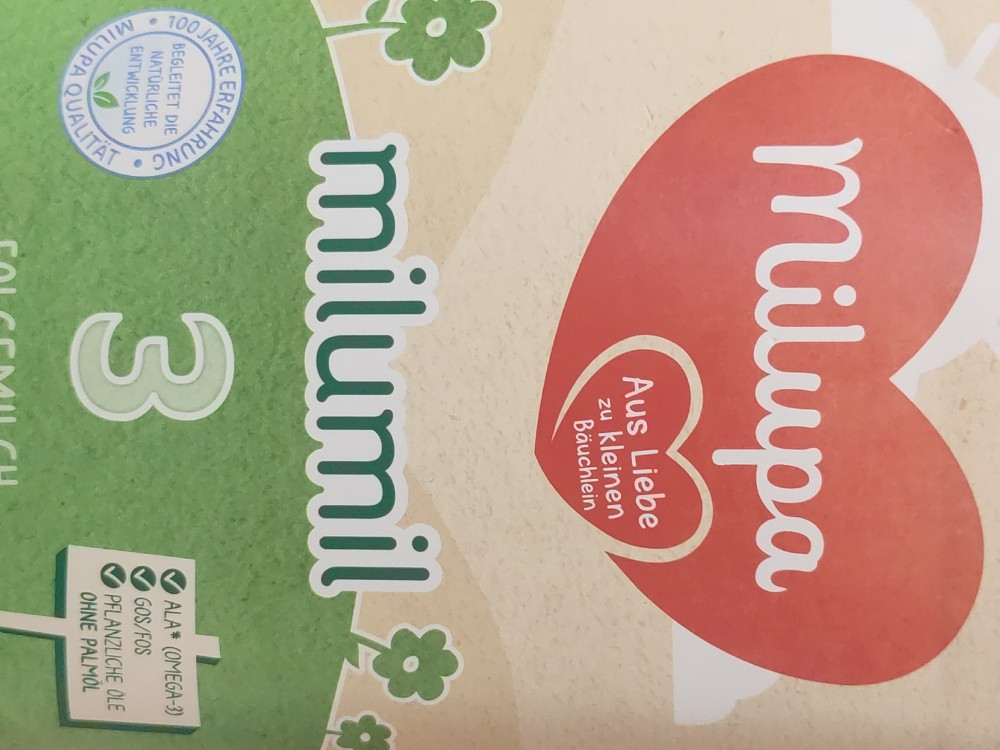 milupa
Aus Liebe
zu kleinen
Bäuchlein
milumil
100 JAHRE ERFAHRUNG
BEGLEITET DIE
NATÜRLICHE
ENTWICKLUNG
MILUPA QUALITÄT
3
ALA* (OMEGA-3)
GOS/FOS
PFLANZLICHE ÖLE
OHNE PALMÖL
FOLGEMILCH